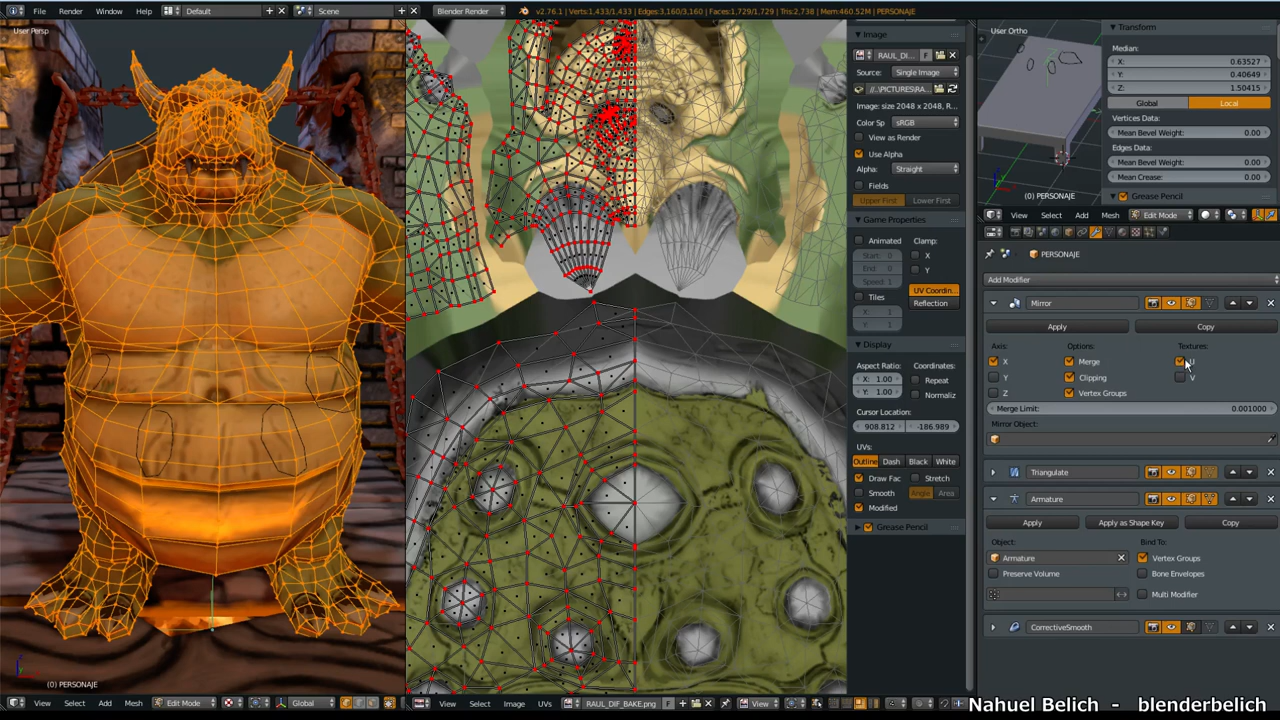 File Render Window Help Default Scene Blender Render v2.76.1 | Verts:1,433/1,433 | Edges:3,160/3,160 | Faces:1,729/1,729 | Tris:2,738 | Mem:460.52M | PERSONAJE
User Persp
(0) PERSONAJE
View Select Add Mesh Edit Mode Global
View Select Image UVs RAUL_DIF_BAKE.png F View
Image
RAUL_DI... F
Source: Single Image
//.\PICTURES\RA...
Image: size 2048 x 2048, R...
Color Sp sRGB
View as Render
Use Alpha
Alpha: Straight
Fields
Upper First Lower First
Game Properties
Animated Clamp:
Start: 0 X
End: 0 Y
Speed: 1
Tiles UV Coordin...
X: 1 Reflection
Y: 1
Display
Aspect Ratio: Coordinates:
X: 1.00 Repeat
Y: 1.00 Normaliz
Cursor Location:
908.812 -186.989
UVs:
Outline Dash Black White
Draw Fac Stretch
Smooth Angle Area
Modified
Grease Pencil
User Ortho
(0) PERSONAJE
Transform
Median:
X: 0.63527
Y: 0.40649
Z: 1.50415
Global Local
Vertices Data:
Mean Bevel Weight: 0.00
Edges Data:
Mean Bevel Weight: 0.00
Mean Crease: 0.00
Grease Pencil
View Select Add Mesh Edit Mode
PERSONAJE
Add Modifier
Mirror
Apply Copy
Axis: Options: Textures:
X Merge U
Y Clipping V
Z Vertex Groups
Merge Limit: 0.001000
Mirror Object:
Triangulate
Armature
Apply Apply as Shape Key Copy
Object: Bind To:
Armature Vertex Groups
Preserve Volume Bone Envelopes
Multi Modifier
CorrectiveSmooth
Nahuel Belich - blenderbelich